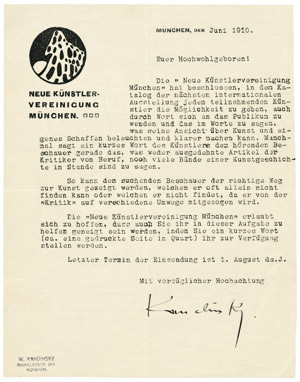 MÜNCHEN, DEN Juni 1910.
NEUE KÜNSTLER-
VEREINIGUNG
MÜNCHEN.
Euer Hochwohlgeboren!
Die « Neue Künstlervereinigung
München» hat beschlossen, in dem Ka-
talog der nächsten internationalen
Ausstellung jedem teilnehmenden Künst-
ler die Möglichkeit zu geben, auch
durch Wort sich an das Publikum zu
wenden und das im Worte zu sagen,
was seine Ansicht über Kunst und ei-
genes Schaffen beleuchten und klarer machen kann. Manch-
mal sagt ein kurzes Wort des Künstlers dem hörenden Be-
schauer gerade das, was weder ausgedehnte Artikel der
Kritiker vom Beruf, noch viele Bände einer Kunstgeschich-
te in Stande sind zu sagen.
So kann dem suchenden Beschauer der richtige Weg
zur Kunst gezeigt werden, welchen er oft allein nicht
finden kann oder welchen er nicht findet, da er von der
«Kritik» auf verschiedene Umwege mitgezogen wird.
Die «Neue Künstlervereinigung München» erlaubt
sich zu hoffen, dass auch Sie ihr in dieser Aufgabe zu
helfen geneigt sein werden, indem Sie ein kurzes Wort
(ca. eine gedruckte Seite in Quart) ihr zur Verfügung
stellen werden.
Letzter Termin der Einsendung ist 1. August ds.J.
Mit vorzüglicher Hochachtung
Kandinsky
W. KANDINSKY
MÜNCHEN